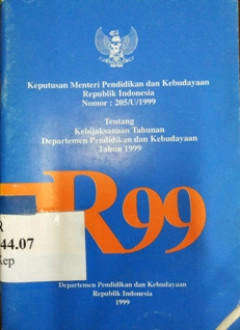 Keputusan Menteri Pendidikan dan Kebudayaan
Republik Indonesia
Nomor : 205/U/1999
Tentang
Kebijaksanaan Tahunan
Departemen Pendidikan dan Kebudayaan
Tahun 1999
R99
R
44.07
Kep
Departemen Pendidikan dan Kebudayaan
Republik Indonesia
1999